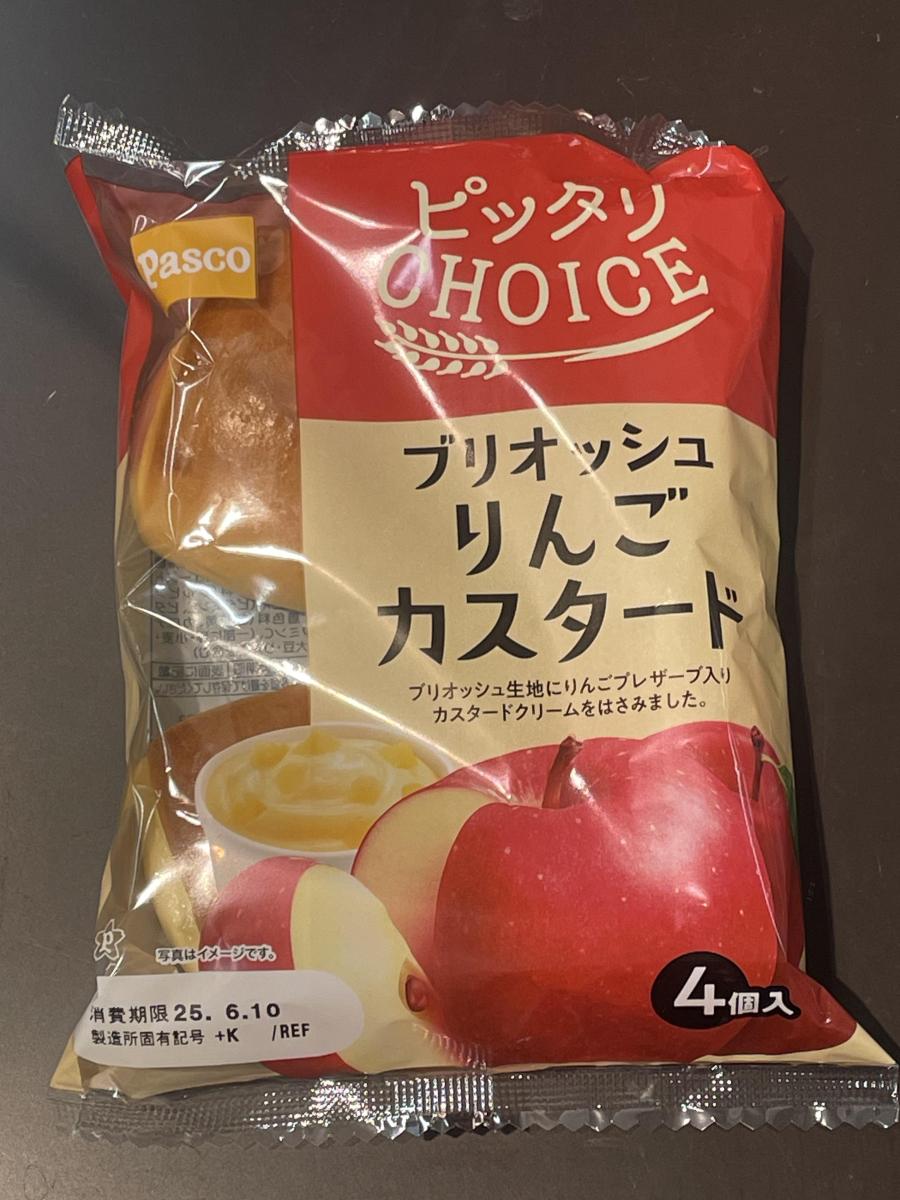 Pasco
ピッタリ
CHOICE
ブリオッシュ
りんご
カスタード
ブリオッシュ生地にりんごプレザーブ入り
カスタードクリームをはさみました。
写真はイメージです。
消費期限 25. 6.10
製造所固有記号 +K /REF
4個入